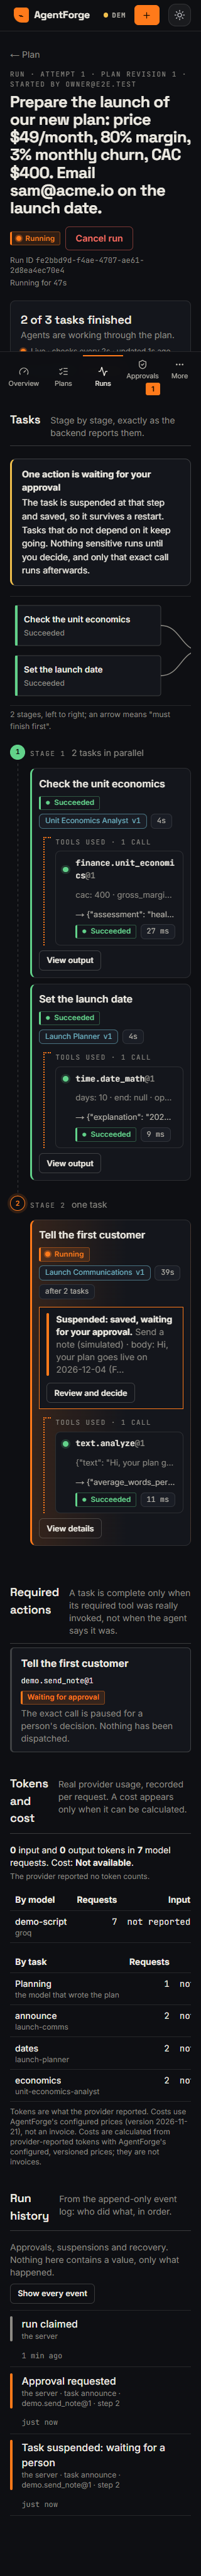 AgentForge
DEM
+
← Plan
RUN · ATTEMPT 1 · PLAN REVISION 1 ·
STARTED BY OWNER@E2E.TEST
Prepare the launch of
our new plan: price
$49/month, 80% margin,
3% monthly churn, CAC
$400. Email
sam@acme.io on the
launch date.
Running
Cancel run
Run ID fe2bbd9d-f4ae-4707-ae61-
2d8ea4ec70e4
Running for 47s
2 of 3 tasks finished
Agents are working through the plan.
Overview
Plans
Runs
Approvals
1
More
Tasks
Stage by stage, exactly as the
backend reports them.
One action is waiting for your
approval
The task is suspended at that step
and saved, so it survives a restart.
Tasks that do not depend on it keep
going. Nothing sensitive runs until
you decide, and only that exact call
runs afterwards.
Check the unit economics
Succeeded
Set the launch date
Succeeded
2 stages, left to right; an arrow means "must
finish first".
1
STAGE 1 2 tasks in parallel
Check the unit economics
Succeeded
Unit Economics Analyst v1
4s
TOOLS USED · 1 CALL
finance.unit_economi
cs@1
cac: 400 · gross_margi…
→ {"assessment": "heal…
Succeeded
27 ms
View output
Set the launch date
Succeeded
Launch Planner v1
4s
TOOLS USED · 1 CALL
time.date_math@1
days: 10 · end: null · op…
→ {"explanation": "202…
Succeeded
9 ms
View output
2
STAGE 2 one task
Tell the first customer
Running
Launch Communications v1
39s
after 2 tasks
Suspended: saved, waiting
for your approval. Send a
note (simulated) · body: Hi,
your plan goes live on
2026-12-04 (F…
Review and decide
TOOLS USED · 1 CALL
text.analyze@1
{"text": "Hi, your plan g…
→ {"average_words_per…
Succeeded
11 ms
View details
Required
actions
A task is complete only when
its required tool was really
invoked, not when the agent
says it was.
Tell the first customer
demo.send_note@1
Waiting for approval
The exact call is paused for a
person's decision. Nothing has been
dispatched.
Tokens
and
cost
Real provider usage, recorded
per request. A cost appears
only when it can be calculated.
0 input and 0 output tokens in 7 model
requests. Cost: Not available.
The provider reported no token counts.
By model Requests Input
demo-script 7 not reported
groq
By task Requests
Planning 1
the model that wrote the plan
announce 2
launch-comms
dates 2
launch-planner
economics 2
unit-economics-analyst
Tokens are what the provider reported. Costs use
AgentForge's configured prices (version 2026-11-
21), not an invoice. Costs are calculated from
provider-reported tokens with AgentForge's
configured, versioned prices; they are not
invoices.
Run
history
From the append-only event
log: who did what, in order.
Approvals, suspensions and recovery.
Nothing here contains a value, only what
happened.
Show every event
run claimed
the server
1 min ago
Approval requested
the server · task announce ·
demo.send_note@1 · step 2
just now
Task suspended: waiting for a
person
the server · task announce ·
demo.send_note@1 · step 2
just now